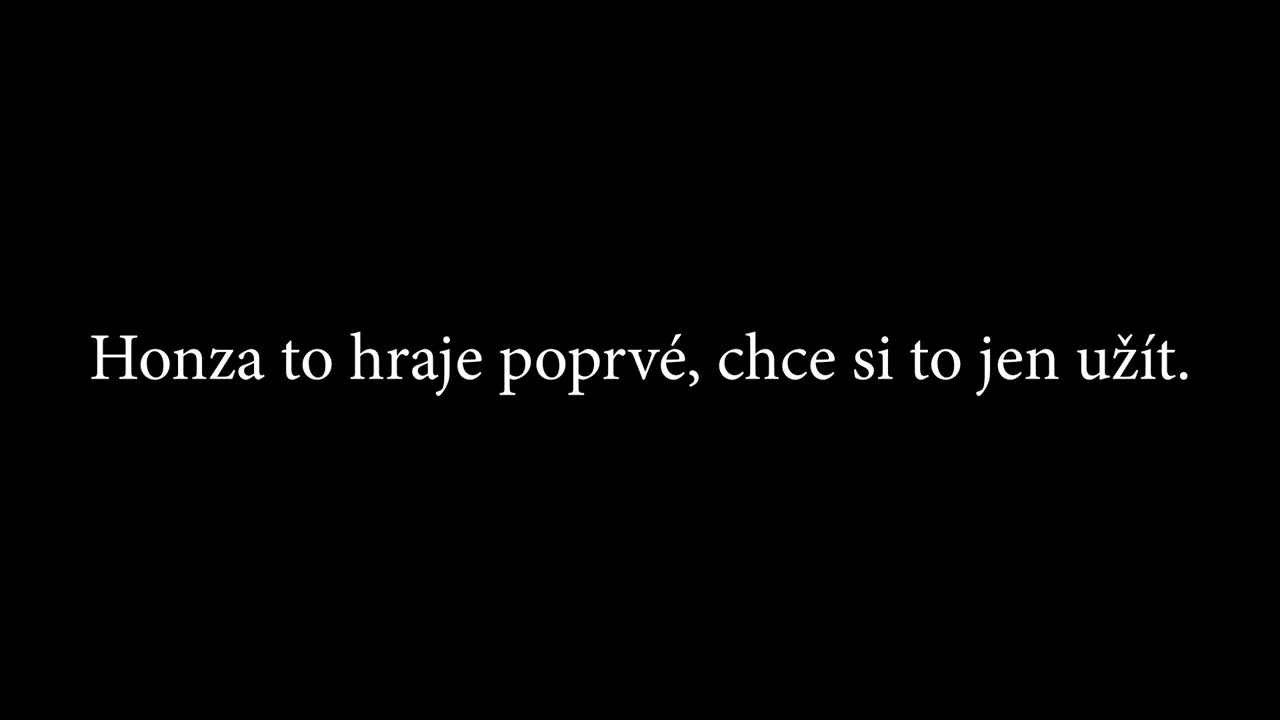 Honza to hraje poprvé, chce si to jen užít.